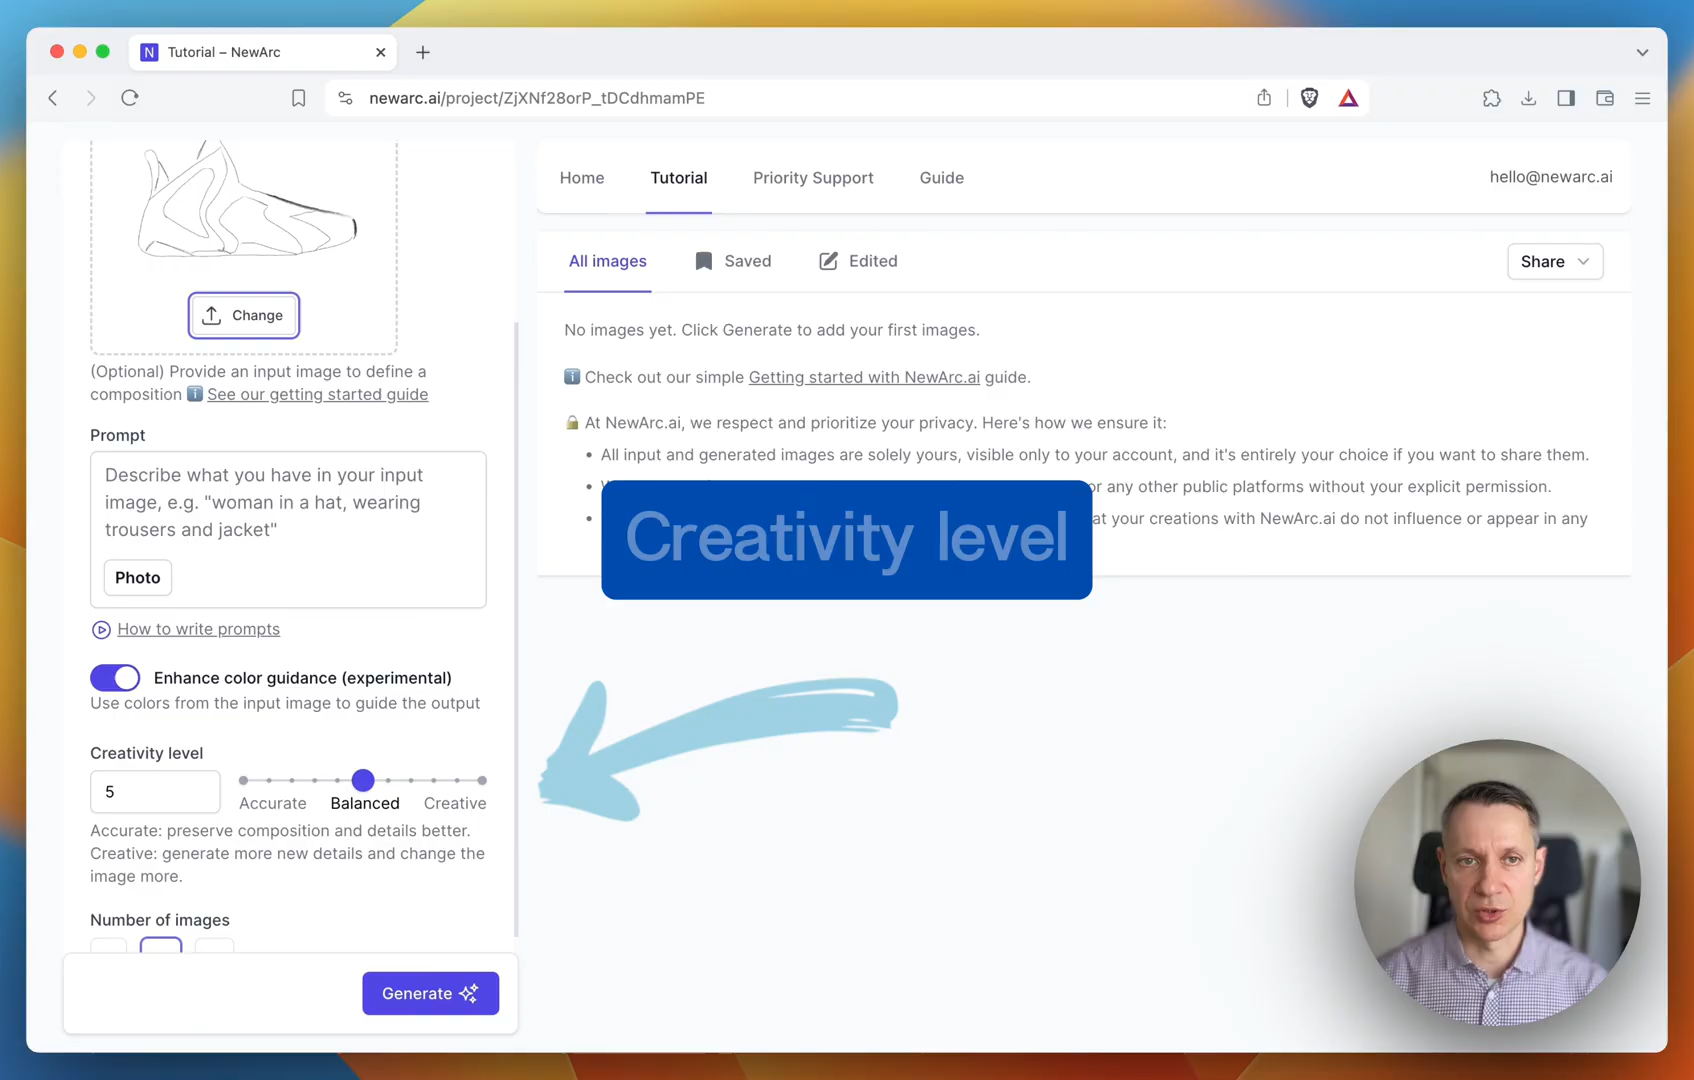 N Tutorial – NewArc
newarc.ai/project/ZjXNf28orP_tDCdhmamPE
Change
(Optional) Provide an input image to define a
composition See our getting started guide
Prompt
Describe what you have in your input
image, e.g. "woman in a hat, wearing
trousers and jacket"
Photo
How to write prompts
Enhance color guidance (experimental)
Use colors from the input image to guide the output
Creativity level
5
Accurate Balanced Creative
Accurate: preserve composition and details better.
Creative: generate more new details and change the
image more.
Number of images
Generate
Home Tutorial Priority Support Guide
hello@newarc.ai
All images Saved Edited
Share
No images yet. Click Generate to add your first images.
Check out our simple Getting started with NewArc.ai guide.
At NewArc.ai, we respect and prioritize your privacy. Here's how we ensure it:
• All input and generated images are solely yours, visible only to your account, and it's entirely your choice if you want to share them.
or any other public platforms without your explicit permission.
at your creations with NewArc.ai do not influence or appear in any
Creativity level